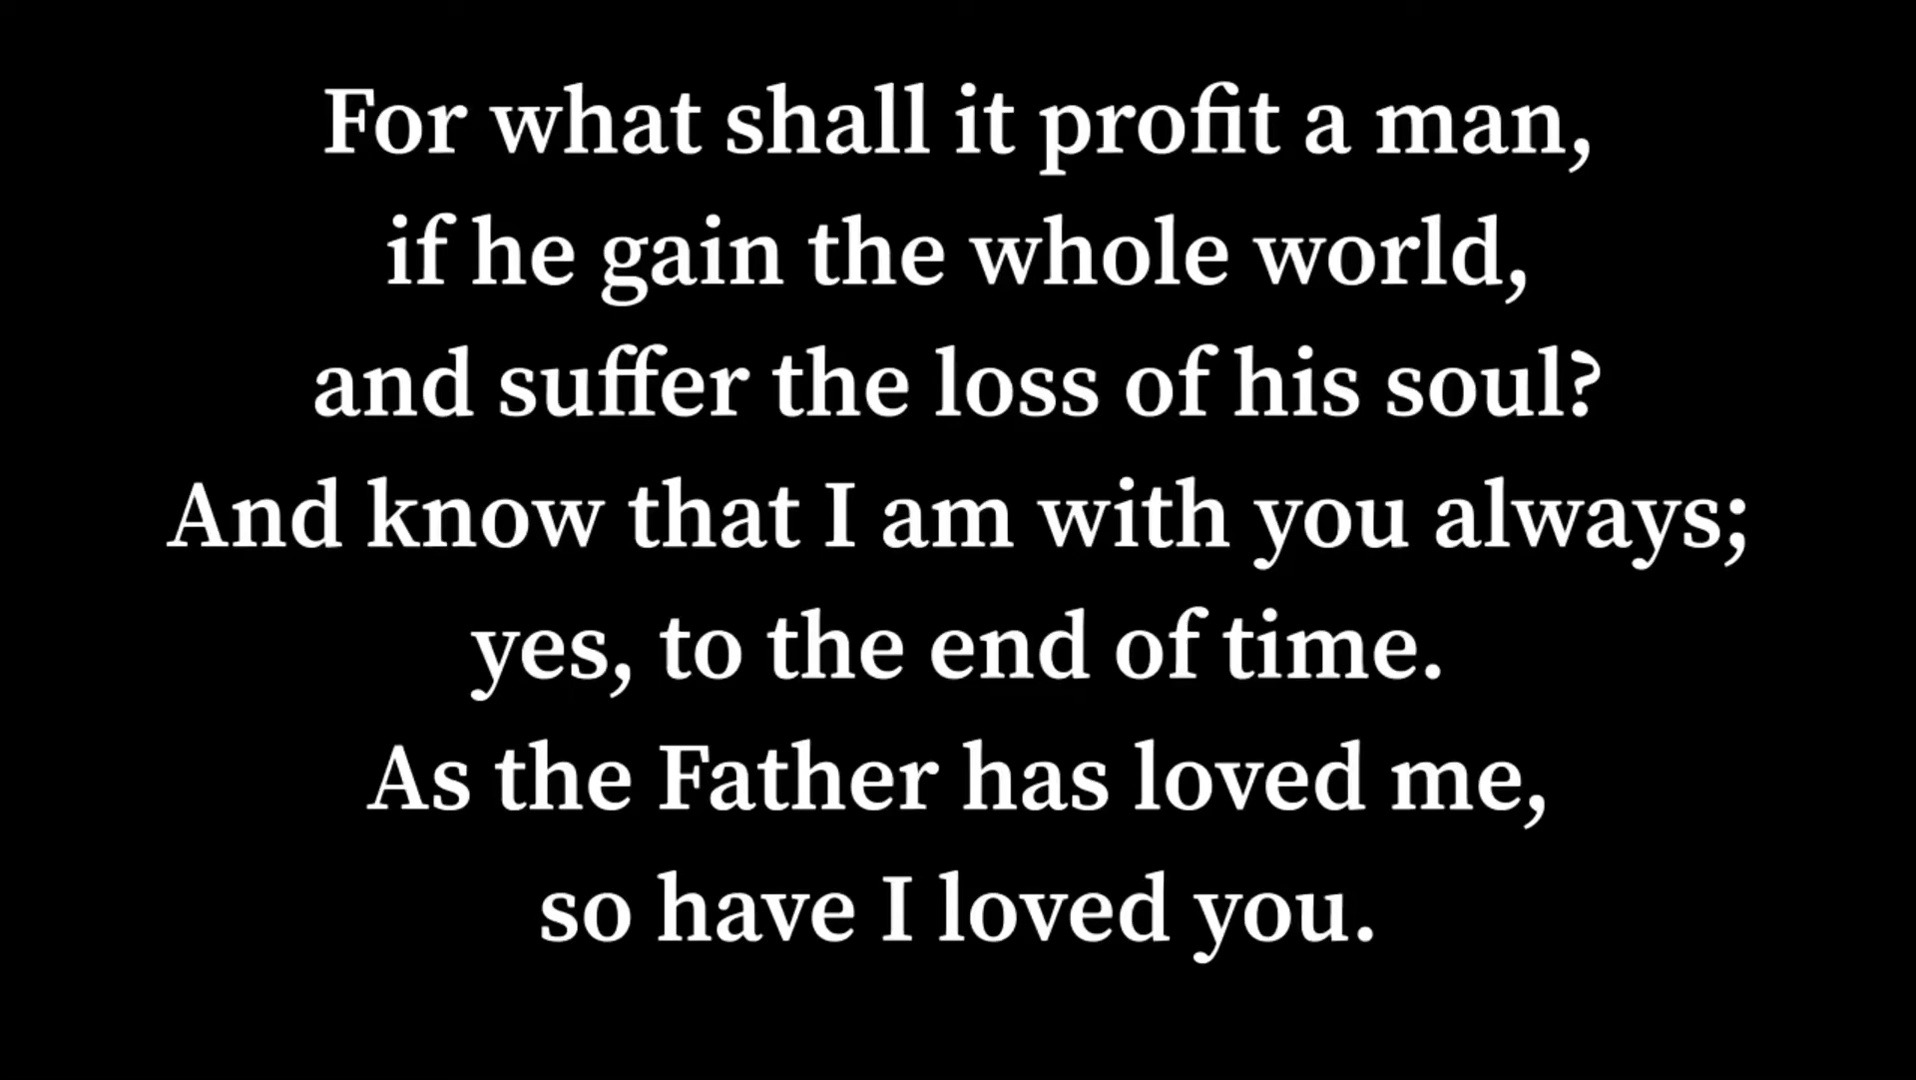 For what shall it profit a man,
if he gain the whole world,
and suffer the loss of his soul?
And know that I am with you always;
yes, to the end of time.
As the Father has loved me,
so have I loved you.